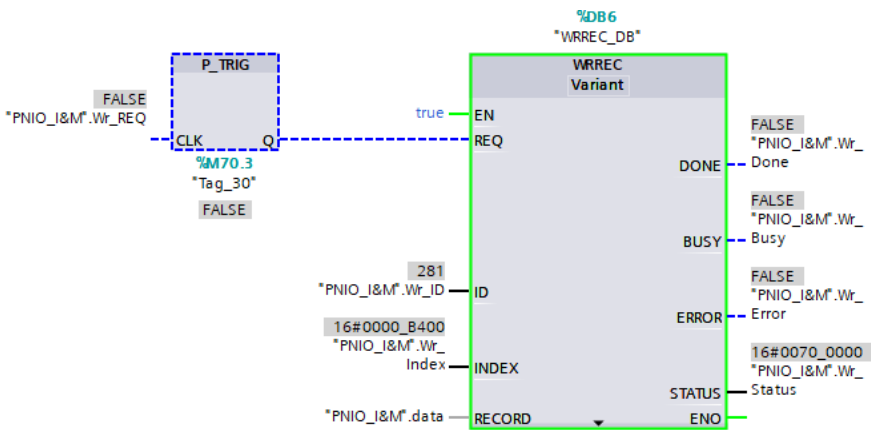 %DB6
"WRREC_DB"
P_TRIG
WRREC
Variant
FALSE
"PNIO_I&M".Wr_REQ
CLK
Q
%M70.3
"Tag_30"
FALSE
true
EN
REQ
281
"PNIO_I&M".Wr_ID
ID
16#0000_B400
"PNIO_I&M".Wr_
Index
INDEX
"PNIO_I&M".data
RECORD
DONE
FALSE
"PNIO_I&M".Wr_
Done
BUSY
FALSE
"PNIO_I&M".Wr_
Busy
ERROR
FALSE
"PNIO_I&M".Wr_
Error
STATUS
16#0070_0000
"PNIO_I&M".Wr_
Status
ENO